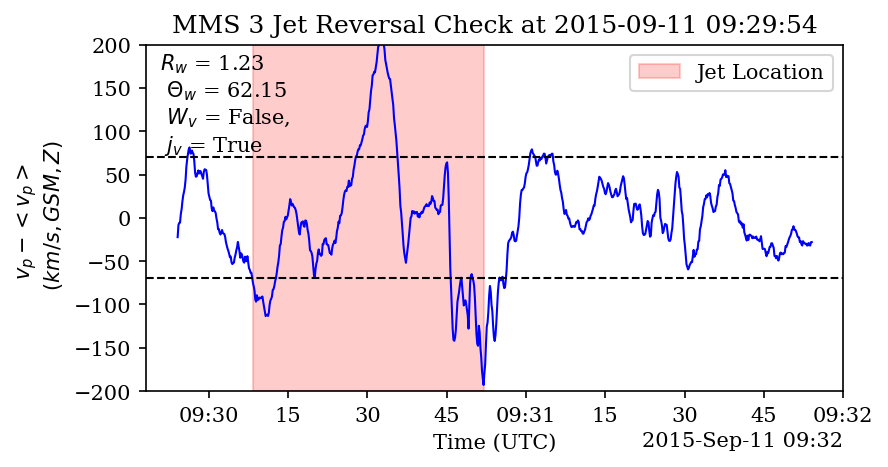 MMS 3 Jet Reversal Check at 2015-09-11 09:29:54
R_w = 1.23
Θ_w = 62.15
W_v = False,
j_v = True
Jet Location
v_p − < v_p >
(km/s, GSM, Z)
200
150
100
50
0
−50
−100
−150
−200
09:30 15 30 45 09:31 15 30 45 09:32
Time (UTC)
2015-Sep-11 09:32